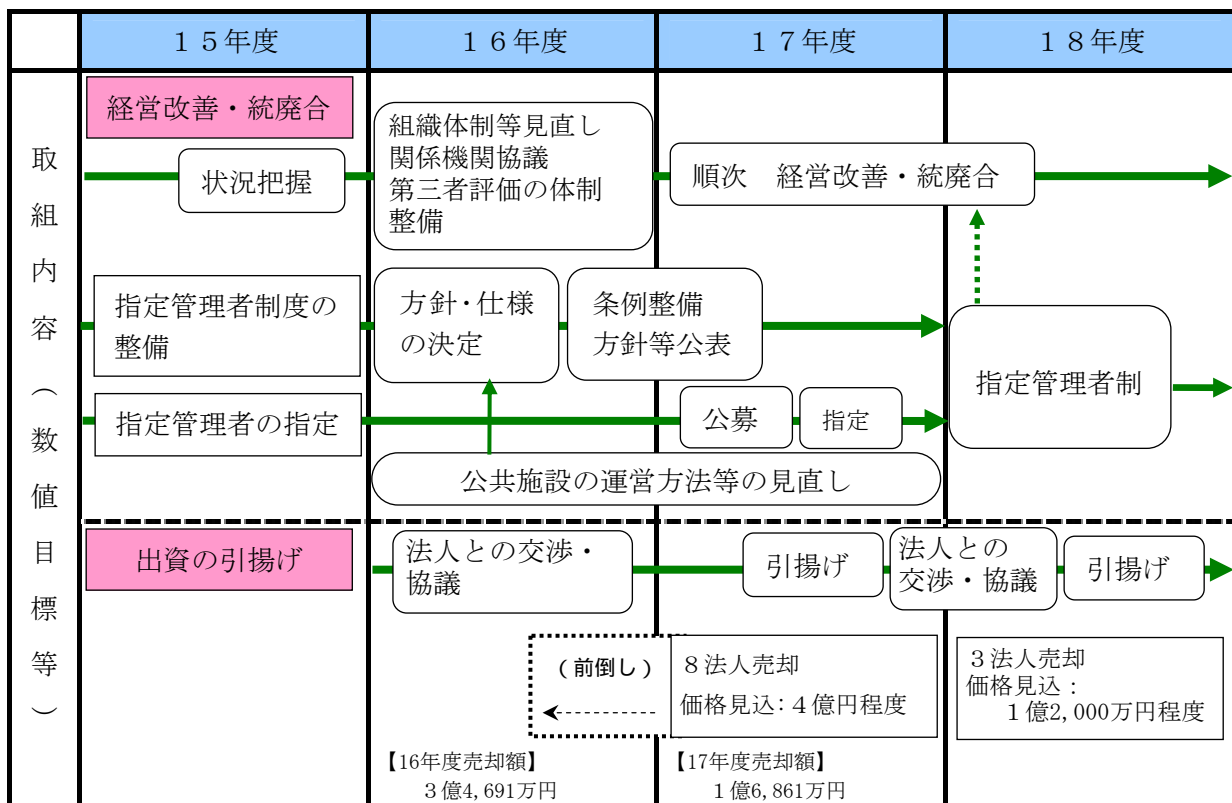 １５年度
１６年度
１７年度
１８年度
取組内容（数値目標等）
経営改善・統廃合
状況把握
組織体制等見直し
関係機関協議
第三者評価の体制
整備
順次　経営改善・統廃合
指定管理者制度の
整備
方針・仕様
の決定
条例整備
方針等公表
指定管理者制
指定管理者の指定
公募
指定
公共施設の運営方法等の見直し
出資の引揚げ
法人との交渉・
協議
引揚げ
法人との
交渉・協議
引揚げ
（前倒し）
８法人売却
価格見込：４億円程度
３法人売却
価格見込：
１億2,000万円程度
【16年度売却額】
３億4,691万円
【17年度売却額】
１億6,861万円